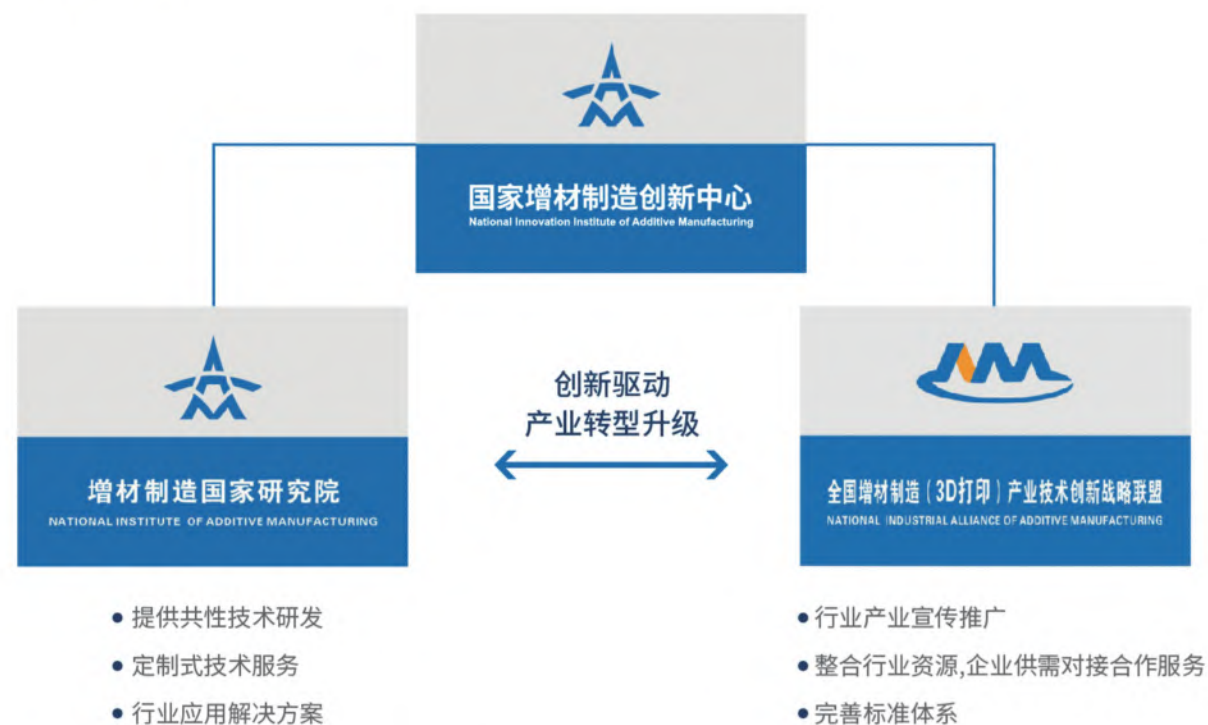 国家增材制造创新中心
National Innovation Institute of Additive Manufacturing
创新驱动
产业转型升级
增材制造国家研究院
NATIONAL INSTITUTE OF ADDITIVE MANUFACTURING
全国增材制造(3D打印)产业技术创新战略联盟
NATIONAL INDUSTRIAL ALLIANCE OF ADDITIVE MANUFACTURING
• 提供共性技术研发
• 定制式技术服务
• 行业应用解决方案
• 行业产业宣传推广
• 整合行业资源,企业供需对接合作服务
• 完善标准体系